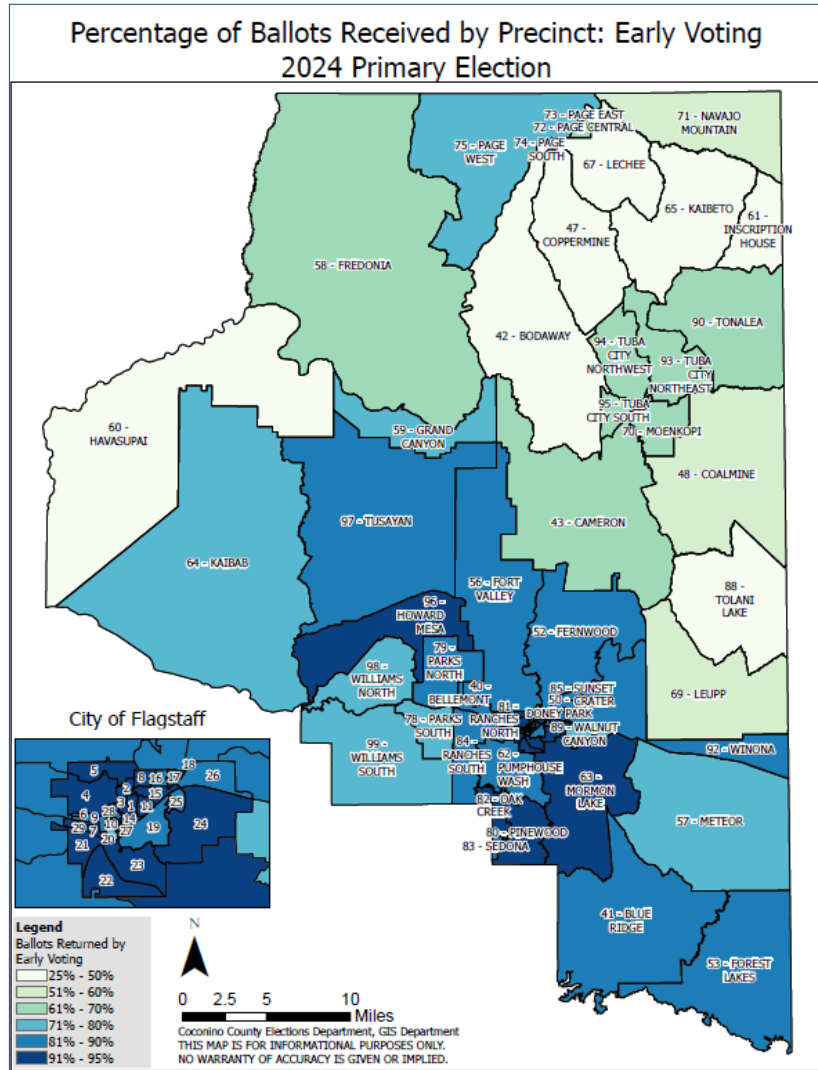 Percentage of Ballots Received by Precinct: Early Voting
2024 Primary Election
73 - PAGE EAST
72 - PAGE CENTRAL
71 - NAVAJO
MOUNTAIN
75 - PAGE
WEST
74 - PAGE
SOUTH
67 - LECHEE
65 - KAIBETO
61 -
INSCRIPTION
HOUSE
47 -
COPPERMINE
58 - FREDONIA
42 - BODAWAY
90 - TONALEA
94 - TUBA
CITY
NORTHWEST
93 - TUBA
CITY
NORTHEAST
95 - TUBA
CITY SOUTH
70 - MOENKOPI
60 -
HAVASUPAI
59 - GRAND
CANYON
48 - COALMINE
97 - TUSAYAN
43 - CAMERON
64 - KAIBAB
56 - FORT
VALLEY
88 -
TOLANI
LAKE
96 -
HOWARD
MESA
52 - FERNWOOD
79 -
PARKS
NORTH
98 -
WILLIAMS
NORTH
40 -
BELLEMONT
85 - SUNSET
50 - CRATER
DONEY PARK
69 - LEUPP
81 -
RANCHES
NORTH
78 - PARKS
SOUTH
89 - WALNUT
CANYON
99 -
WILLIAMS
SOUTH
84 -
RANCHES
SOUTH
62 -
PUMPHOUSE
WASH
92 - WINONA
63 -
MORMON
LAKE
82 - OAK
CREEK
57 - METEOR
80 - PINEWOOD
83 - SEDONA
41 - BLUE
RIDGE
53 - FOREST
LAKES
City of Flagstaff
18
5
8 16 17
26
4
2
15
3 1 11
25
6 9
28
14
10
29 7
27
19
24
21
20
23
22
Legend
Ballots Returned by
Early Voting
25% - 50%
51% - 60%
61% - 70%
71% - 80%
81% - 90%
91% - 95%
N
0 2.5 5 10
Miles
Coconino County Elections Department, GIS Department
THIS MAP IS FOR INFORMATIONAL PURPOSES ONLY.
NO WARRANTY OF ACCURACY IS GIVEN OR IMPLIED.